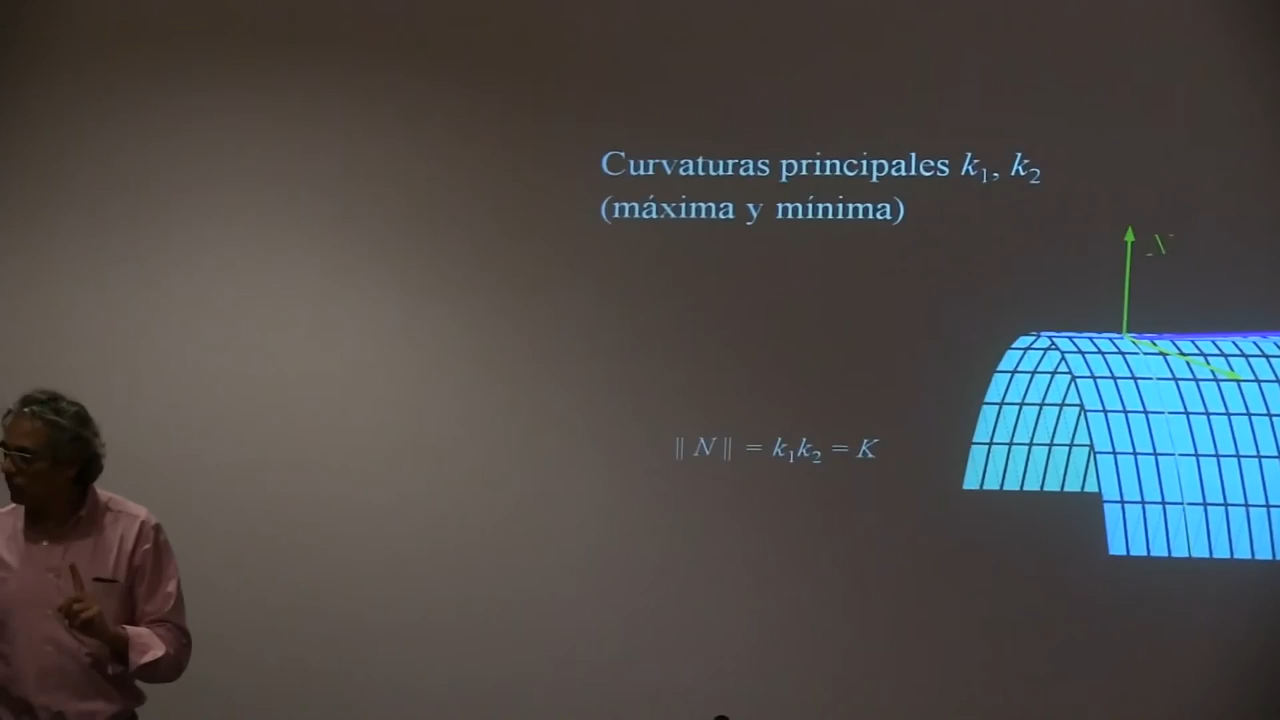 Curvaturas principales k₁, k₂
(máxima y mínima)
N
‖ N ‖ = k₁k₂ = K